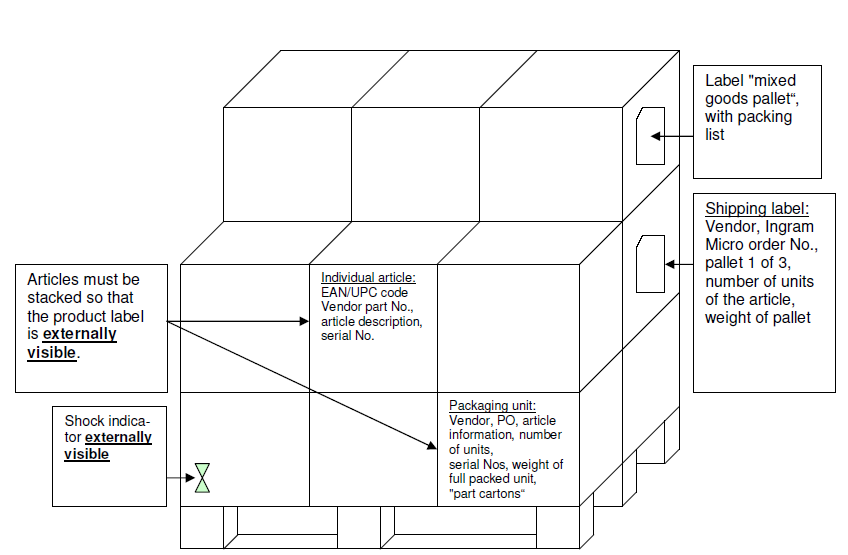 Label "mixed
goods pallet“,
with packing
list
Shipping label:
Vendor, Ingram
Micro order No.,
pallet 1 of 3,
number of units
of the article,
weight of pallet
Articles must be
stacked so that
the product label
is externally
visible.
Individual article:
EAN/UPC code
Vendor part No.,
article description,
serial No.
Shock indica-
tor externally
visible
Packaging unit:
Vendor, PO, article
information, number
of units,
serial Nos, weight of
full packed unit,
"part cartons“